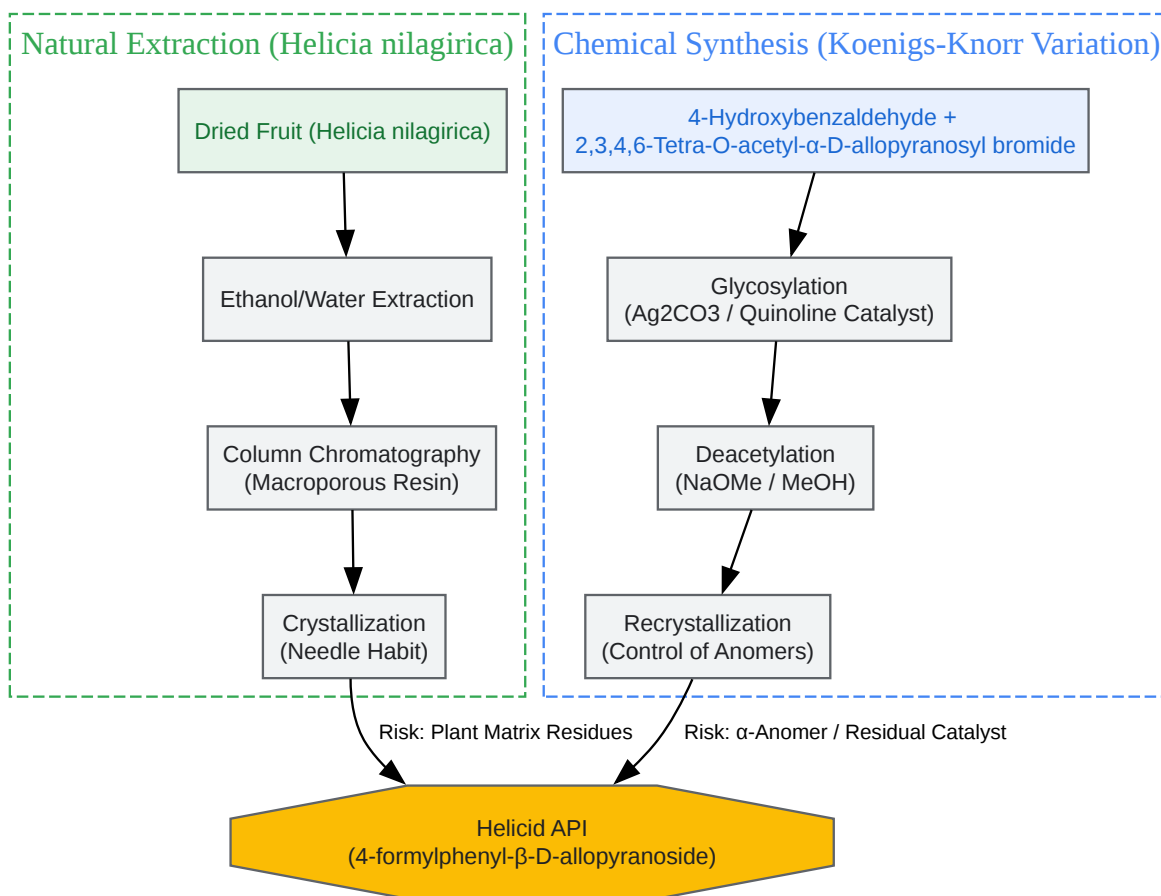 Natural Extraction (Helicia nilagirica)
Dried Fruit (Helicia nilagirica)
Ethanol/Water Extraction
Column Chromatography
(Macroporous Resin)
Crystallization
(Needle Habit)
Risk: Plant Matrix Residues
Chemical Synthesis (Koenigs-Knorr Variation)
4-Hydroxybenzaldehyde +
2,3,4,6-Tetra-O-acetyl-α-D-allopyranosyl bromide
Glycosylation
(Ag2CO3 / Quinoline Catalyst)
Deacetylation
(NaOMe / MeOH)
Recrystallization
(Control of Anomers)
Risk: α-Anomer / Residual Catalyst
Helicid API
(4-formylphenyl-β-D-allopyranoside)